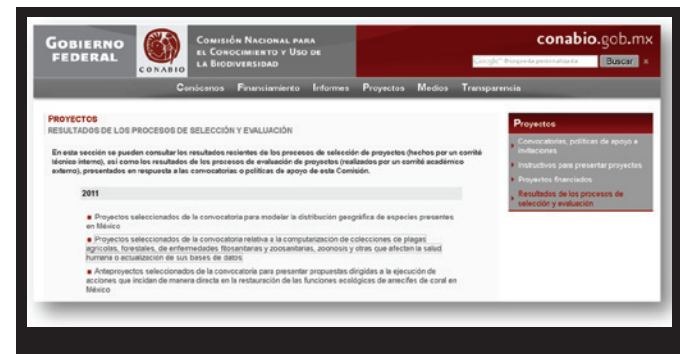 GOBIERNO
FEDERAL
CONABIO
COMISIÓN NACIONAL PARA
EL CONOCIMIENTO Y USO DE
LA BIODIVERSIDAD
conabio.gob.mx
Google™ Búsqueda personalizada
Buscar
×
Conócenos Financiamiento Informes Proyectos Medios Transparencia
PROYECTOS
RESULTADOS DE LOS PROCESOS DE SELECCIÓN Y EVALUACIÓN
En esta sección se pueden consultar los resultados recientes de los procesos de selección de proyectos (hechos por un comité
técnico interno), así como los resultados de los procesos de evaluación de proyectos (realizados por un comité académico
externo), presentados en respuesta a las convocatorias o políticas de apoyo de esta Comisión.
2011
Proyectos seleccionados de la convocatoria para modelar la distribución geográfica de especies presentes
en México
Proyectos seleccionados de la convocatoria relativa a la computarización de colecciones de plagas
agrícolas, forestales, de enfermedades fitosanitarias y zoosanitarias, zoonosis y otras que afectan la salud
humana o actualización de sus bases de datos
Anteproyectos seleccionados de la convocatoria para presentar propuestas dirigidas a la ejecución de
acciones que incidan de manera directa en la restauración de las funciones ecológicas de arrecifes de coral en
México
Proyectos
Convocatorias, políticas de apoyo e
invitaciones
Instructivos para presentar proyectos
Proyectos financiados
Resultados de los procesos de
selección y evaluación